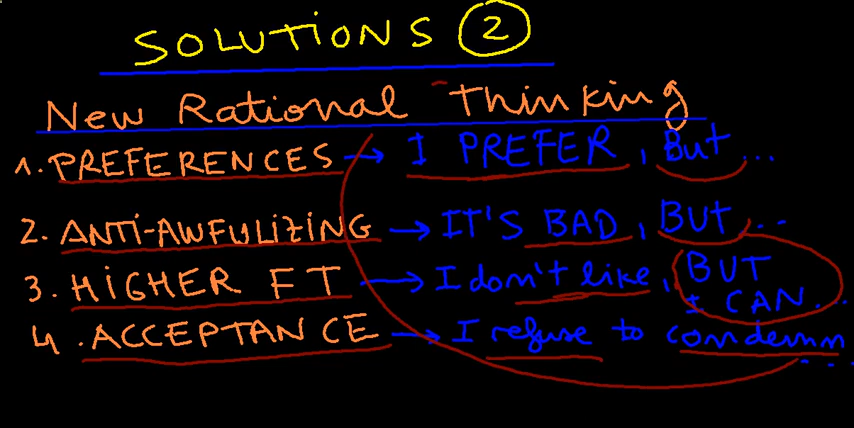 SOLUTIONS 2
New Rational Thinking
1. PREFERENCES → I PREFER, But...
2. ANTI-AWFULIZING → IT'S BAD, BUT...
3. HIGHER FT → I don't like, BUT
I CAN...
4. ACCEPTANCE → I refuse to condemn
...